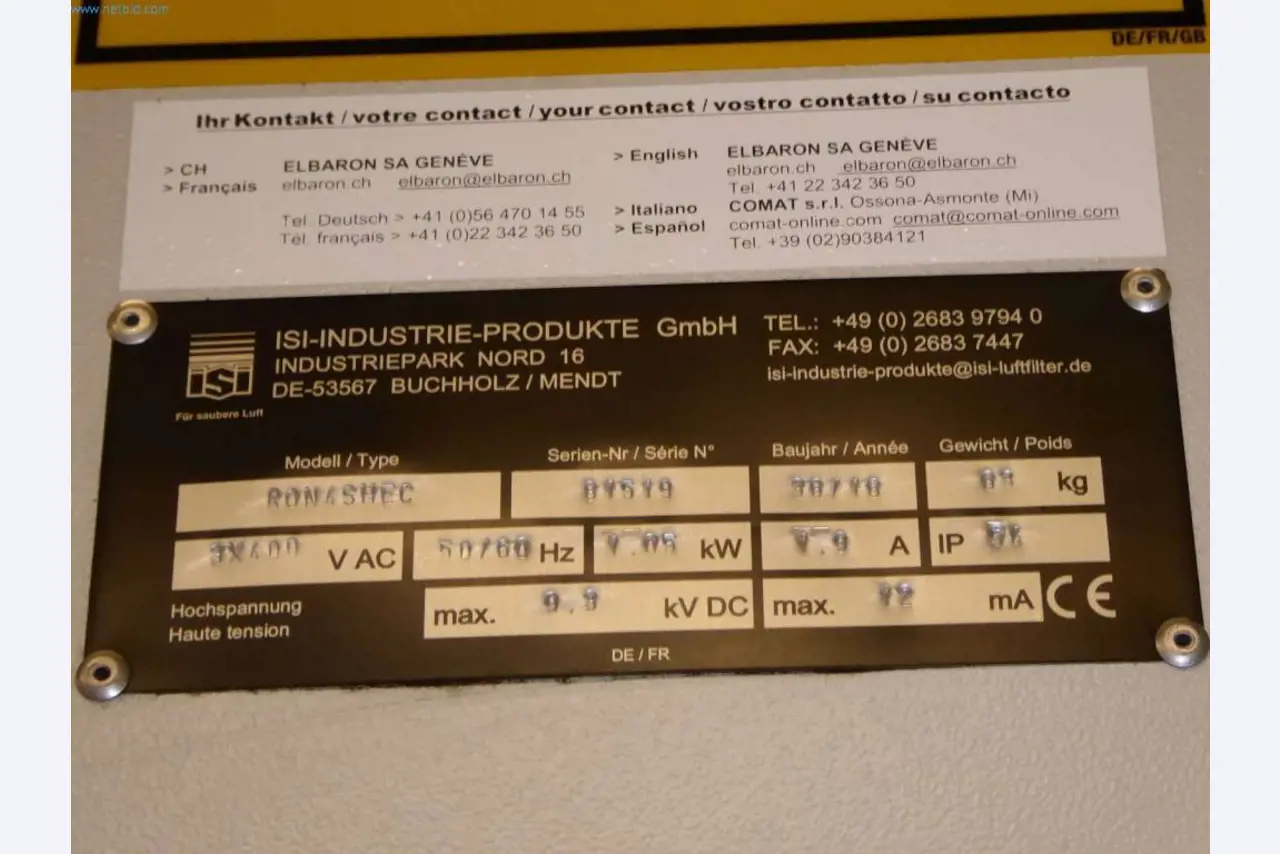 www.netbid.com
DE/FR/GB
Ihr Kontakt / votre contact / your contact / vostro contatto / su contacto
> CH ELBARON SA GENÈVE
> Français elbaron.ch elbaron@elbaron.ch
Tel. Deutsch > +41 (0)56 470 14 55
Tél. français > +41 (0)22 342 36 50
> English ELBARON SA GENÈVE
elbaron.ch elbaron@elbaron.ch
Tel. +41 22 342 36 50
> Italiano COMAT s.r.l. Ossona-Asmonte (Mi)
> Español comat-online.com comat@comat-online.com
Tel. +39 (02)90384121
ISI-INDUSTRIE-PRODUKTE GmbH
INDUSTRIEPARK NORD 16
DE-53567 BUCHHOLZ / MENDT
TEL.: +49 (0) 2683 9794 0
FAX: +49 (0) 2683 7447
isi-industrie-produkte@isi-luftfilter.de
ISI
Für saubere Luft
Modell / Type Serien-Nr / Série N° Baujahr / Année Gewicht / Poids
kg
3X400 V AC 50/60 Hz kW A IP
Hochspannung
Haute tension
max. 9.9 kV DC max. mA CE
DE / FR